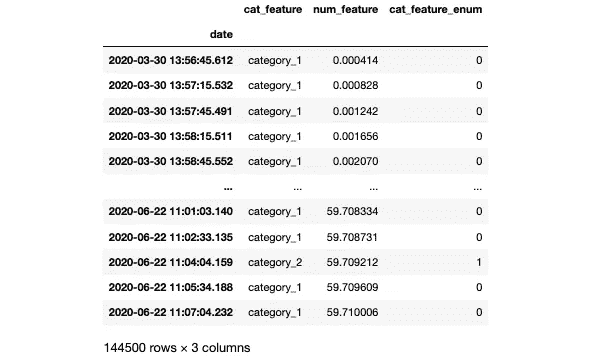 cat_feature num_feature cat_feature_enum
date
2020-03-30 13:56:45.612 category_1 0.000414 0
2020-03-30 13:57:15.532 category_1 0.000828 0
2020-03-30 13:57:45.491 category_1 0.001242 0
2020-03-30 13:58:15.511 category_1 0.001656 0
2020-03-30 13:58:45.552 category_1 0.002070 0
... ... ... ...
2020-06-22 11:01:03.140 category_1 59.708334 0
2020-06-22 11:02:33.135 category_1 59.708731 0
2020-06-22 11:04:04.159 category_2 59.709212 1
2020-06-22 11:05:34.188 category_1 59.709609 0
2020-06-22 11:07:04.232 category_1 59.710006 0
144500 rows × 3 columns